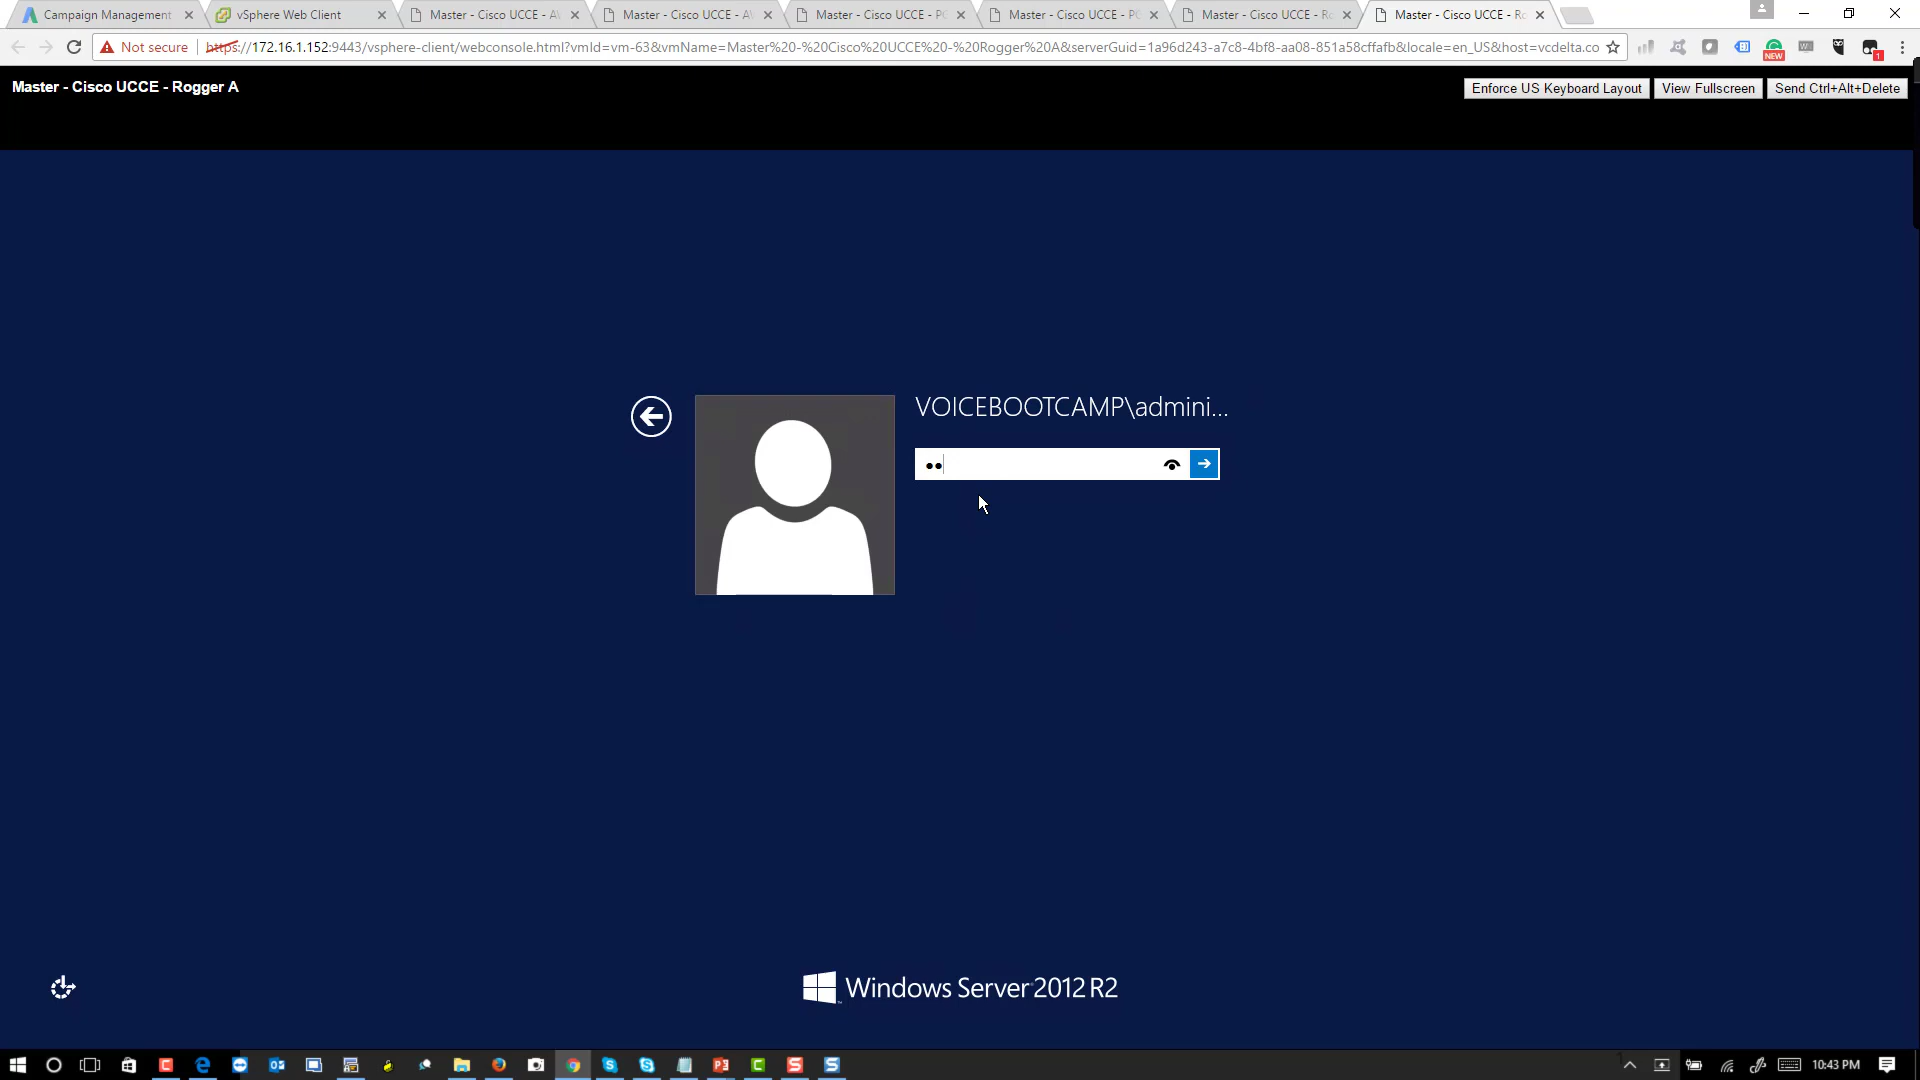 Campaign Management
vSphere Web Client
Master - Cisco UCCE - A
Master - Cisco UCCE - A
Master - Cisco UCCE - P
Master - Cisco UCCE - P
Master - Cisco UCCE - R
Master - Cisco UCCE - Ro
Not secure
https://172.16.1.152:9443/vsphere-client/webconsole.html?vmId=vm-63&vmName=Master%20-%20Cisco%20UCCE%20-%20Rogger%20A&serverGuid=1a96d243-a7c8-4bf8-aa08-851a58cffafb&locale=en_US&host=vcdelta.co
NEW
1
Master - Cisco UCCE - Rogger A
Enforce US Keyboard Layout
View Fullscreen
Send Ctrl+Alt+Delete
VOICEBOOTCAMP\admini...
Windows Server 2012 R2
10:43 PM